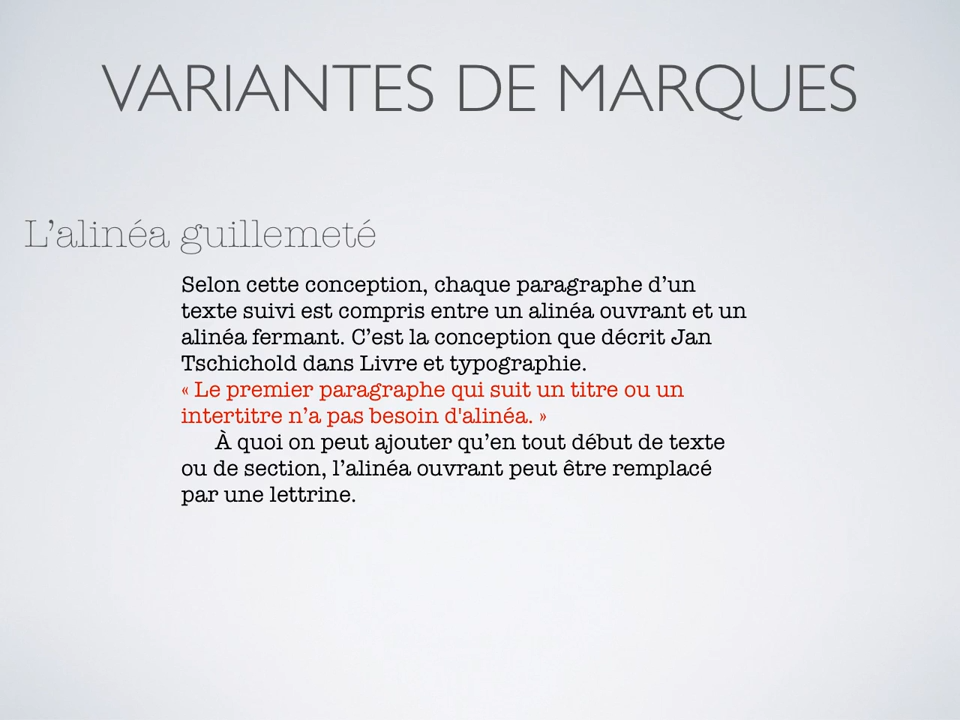 VARIANTES DE MARQUES
L’alinéa guillemeté
Selon cette conception, chaque paragraphe d’un
texte suivi est compris entre un alinéa ouvrant et un
alinéa fermant. C’est la conception que décrit Jan
Tschichold dans Livre et typographie.
« Le premier paragraphe qui suit un titre ou un
intertitre n’a pas besoin d'alinéa. »
À quoi on peut ajouter qu’en tout début de texte
ou de section, l’alinéa ouvrant peut être remplacé
par une lettrine.